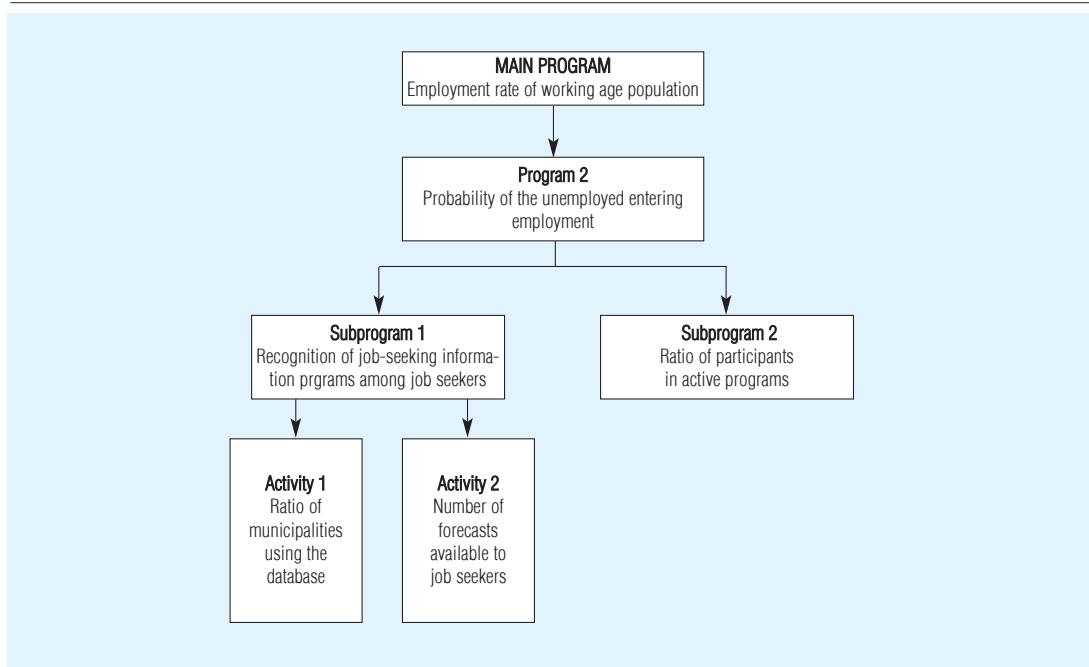 MAIN PROGRAM
Employment rate of working age population
Program 2
Probability of the unemployed entering
employment
Subprogram 1
Recognition of job-seeking informa-
tion prgrams among job seekers
Subprogram 2
Ratio of participants
in active programs
Activity 1
Ratio of
municipalities
using the
database
Activity 2
Number of
forecasts
available to
job seekers